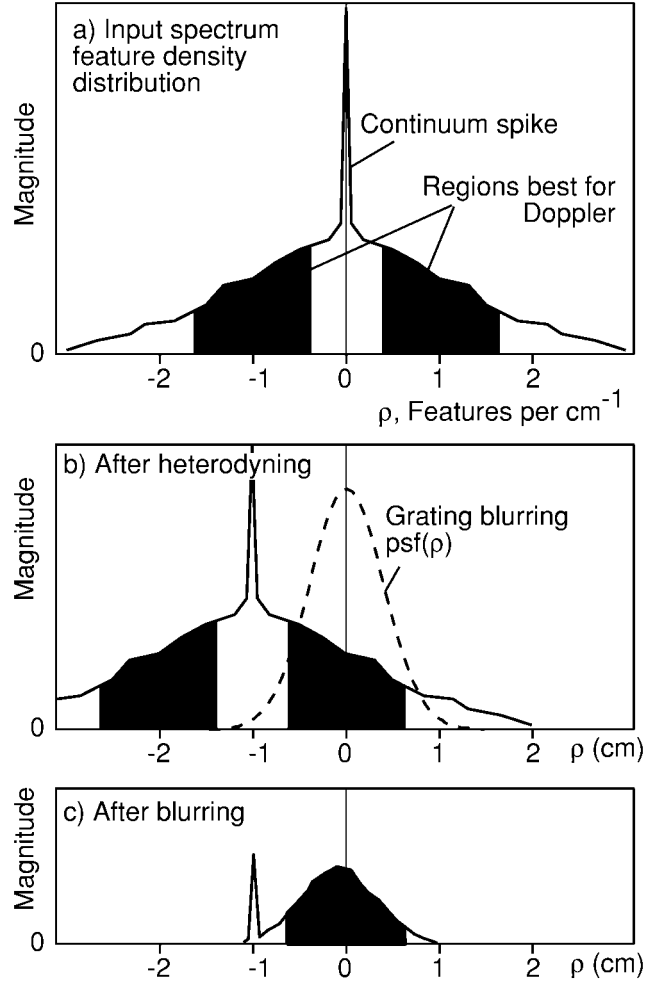 a) Input spectrum
feature density
distribution
Continuum spike
Regions best for
Doppler
Magnitude
0
-2 -1 0 1 2
ρ, Features per cm⁻¹
b) After heterodyning
Grating blurring
psf(ρ)
Magnitude
0
-2 -1 0 1 2 ρ (cm)
c) After blurring
Magnitude
0
-2 -1 0 1 2 ρ (cm)